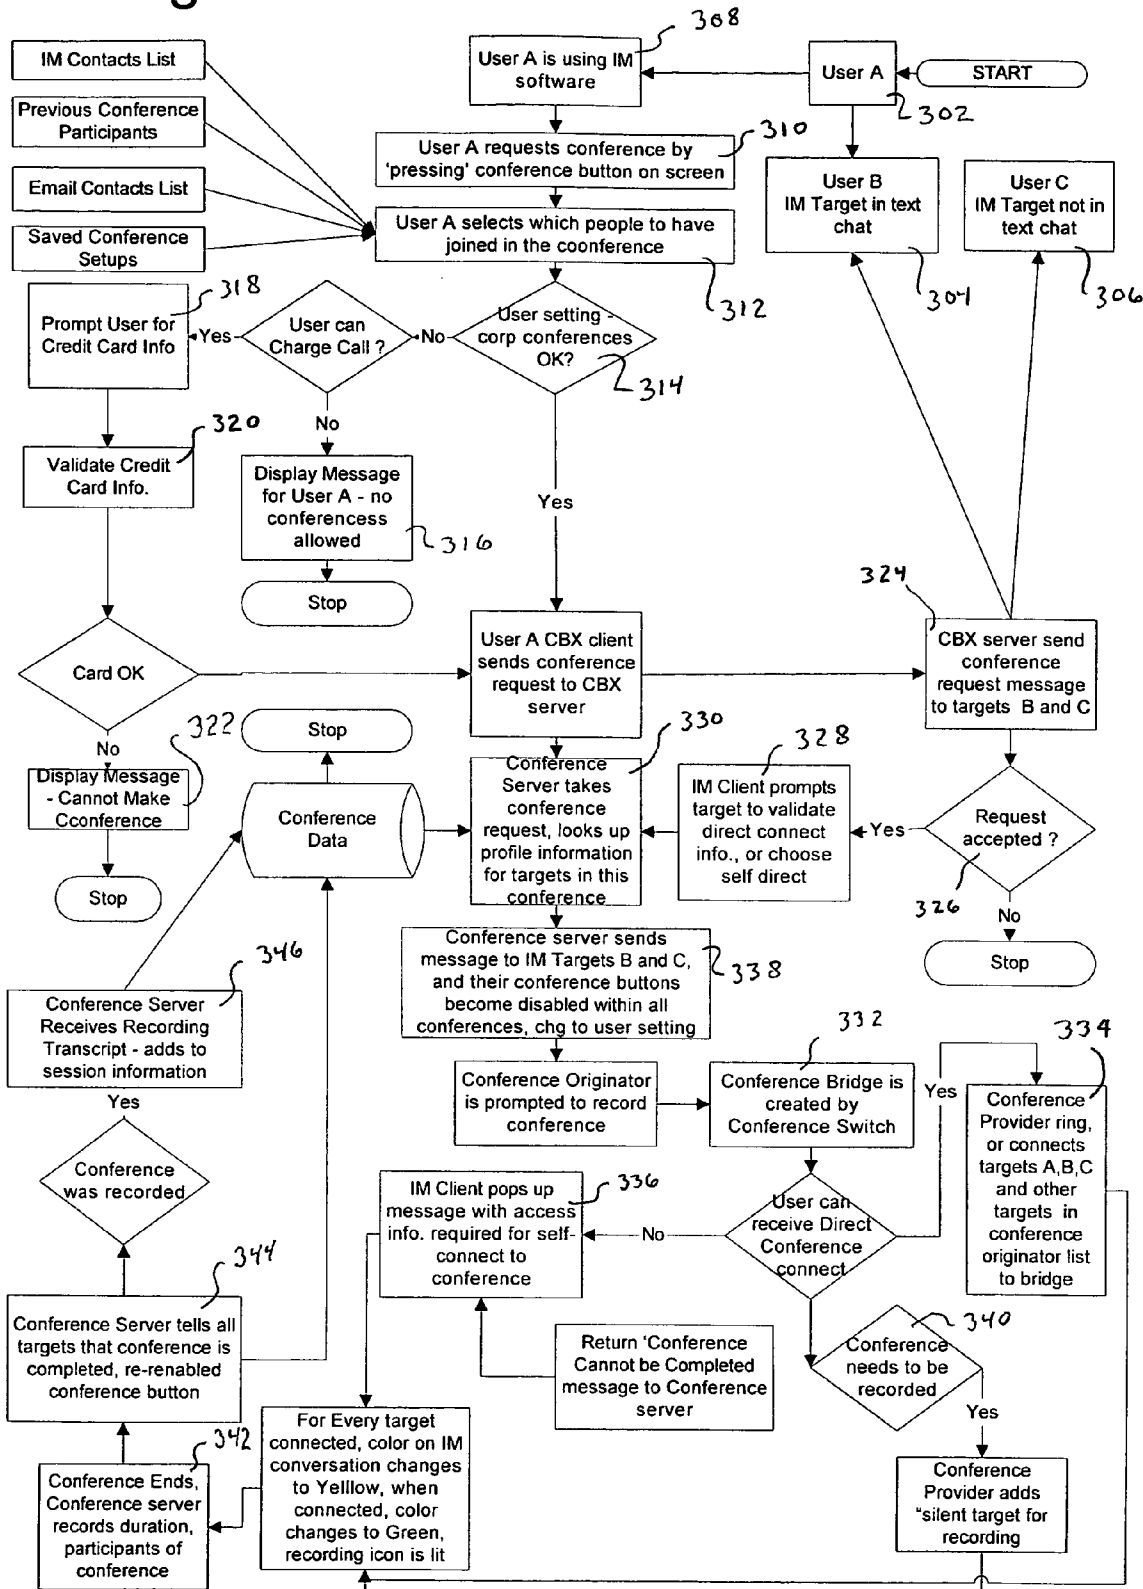 308
IM Contacts List
User A is using IM
software
User A
START
302
Previous Conference
Participants
310
User A requests conference by
'pressing' conference button on screen
User B
IM Target in text
chat
User C
IM Target not in
text chat
Email Contacts List
User A selects which people to have
joined in the coonference
Saved Conference
Setups
304
306
312
318
Prompt User for
Credit Card Info
Yes
User can
Charge Call ?
No
User setting -
corp conferences
OK?
314
No
320
Validate Credit
Card Info.
Display Message
for User A - no
conferencess
allowed
316
Yes
Stop
324
User A CBX client
sends conference
request to CBX
server
CBX server send
conference
request message
to targets B and C
Card OK
No
322
Stop
330
328
Display Message
- Cannot Make
Cconference
Conference
Data
Conference
Server takes
conference
request, looks up
profile information
for targets in this
conference
IM Client prompts
target to validate
direct connect
info., or choose
self direct
Yes
Request
accepted ?
326
No
Stop
Stop
346
Conference server sends
message to IM Targets B and C,
and their conference buttons
become disabled within all
conferences, chg to user setting
338
Conference Server
Receives Recording
Transcript - adds to
session information
332
334
Conference Originator
is prompted to record
conference
Conference Bridge is
created by
Conference Switch
Yes
Conference
Provider ring,
or connects
targets A,B,C
and other
targets in
conference
originator list
to bridge
Yes
Conference
was recorded
IM Client pops up
message with access
info. required for self-
connect to
conference
336
No
User can
receive Direct
Conference
connect
344
Conference Server tells all
targets that conference is
completed, re-renabled
conference button
Return 'Conference
Cannot be Completed
message to Conference
server
340
Conference
needs to be
recorded
Yes
342
Conference Ends,
Conference server
records duration,
participants of
conference
For Every target
connected, color on IM
conversation changes
to Yelllow, when
connected, color
changes to Green,
recording icon is lit
Conference
Provider adds
"silent target for
recording